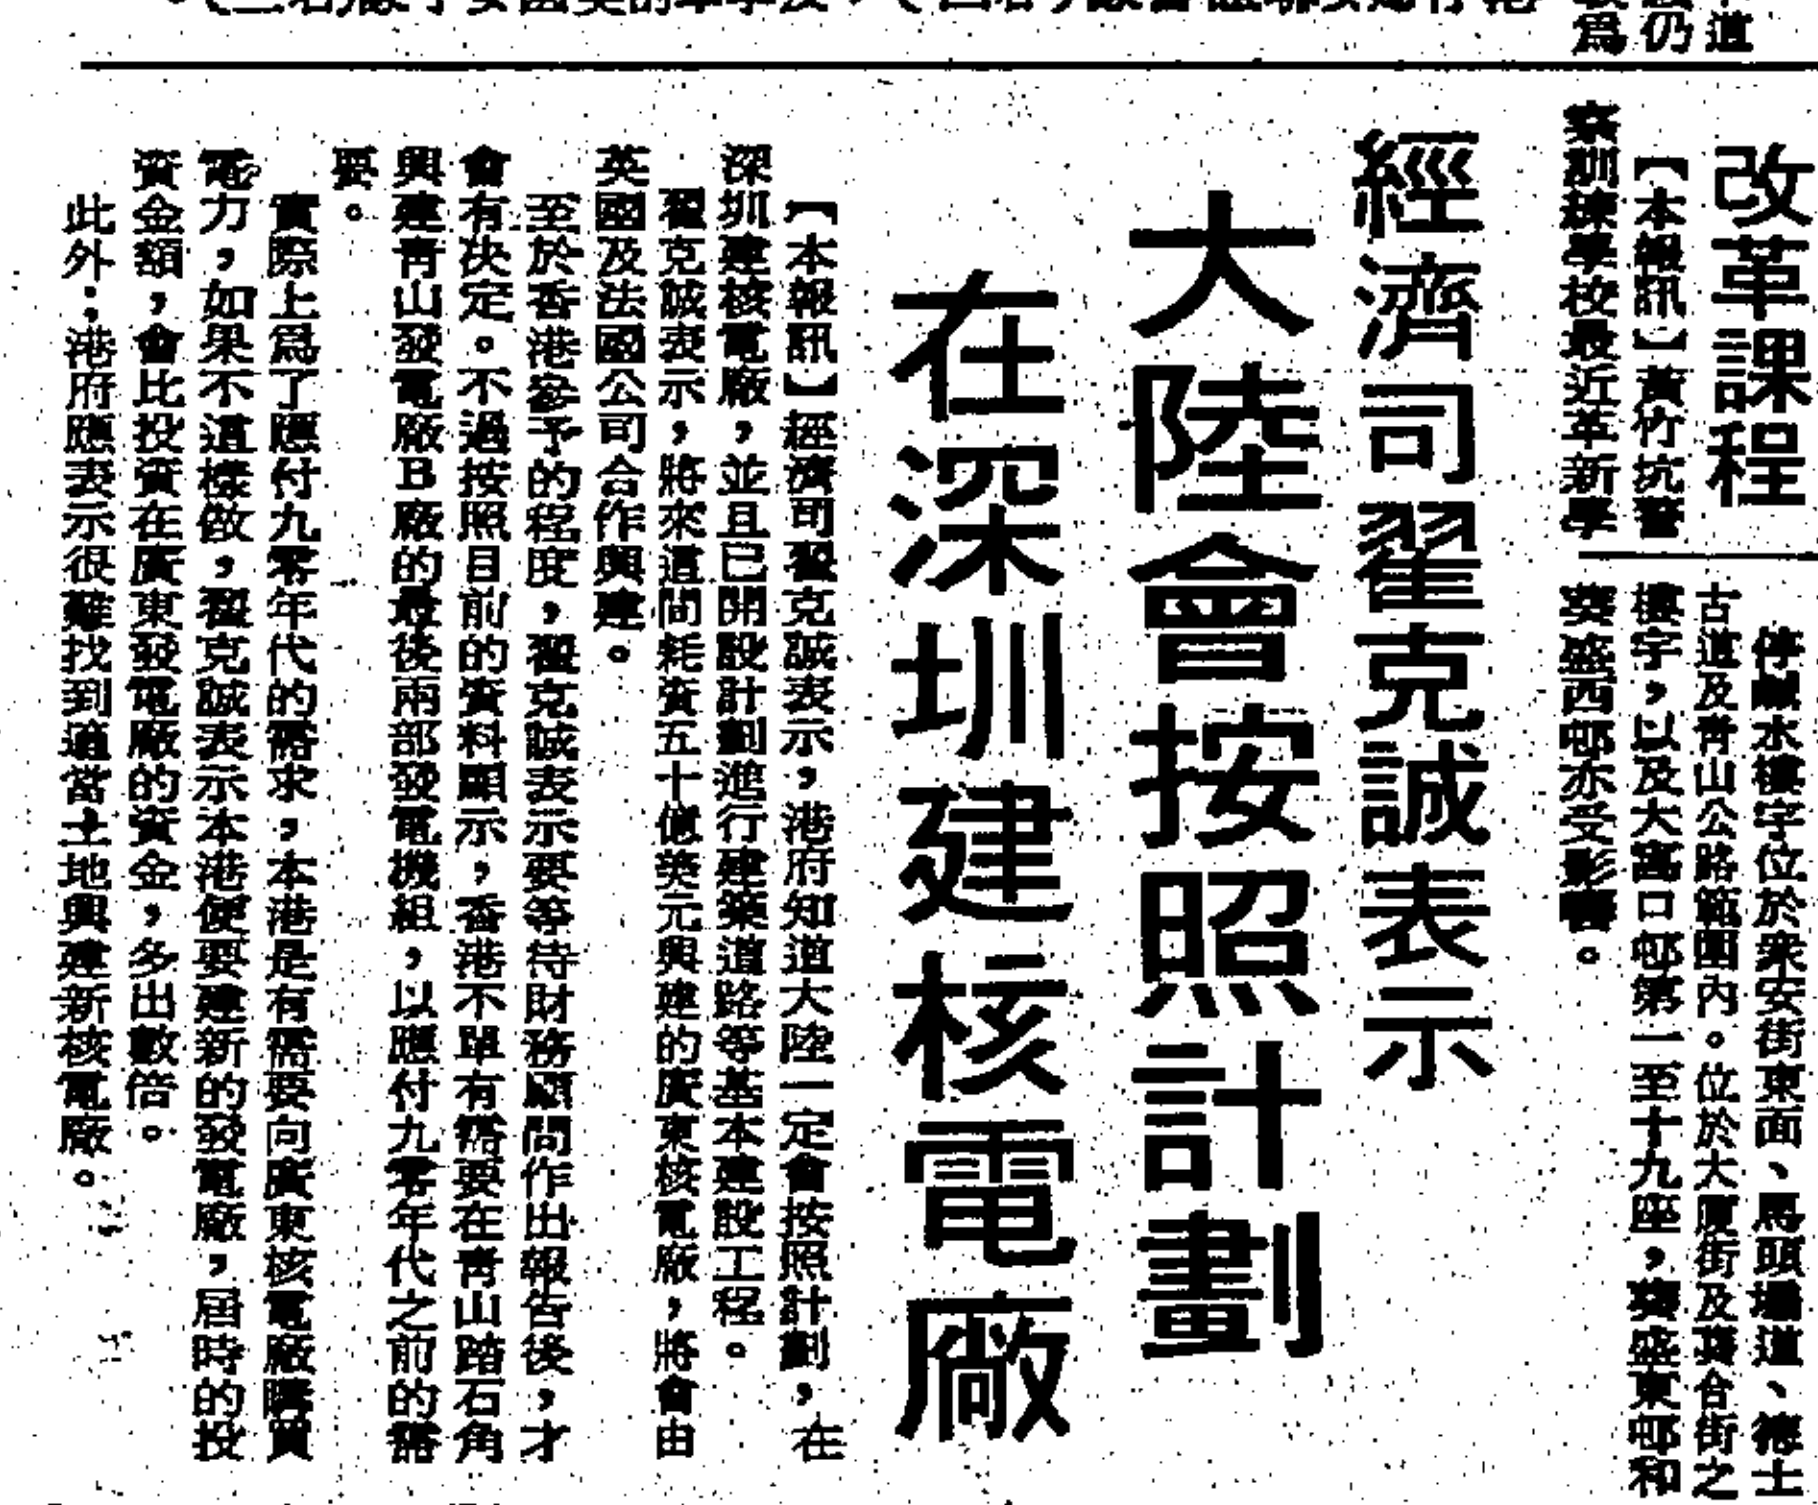 爲仍道
改革課程
【本報訊】黃竹坑警
察訓練學校最近革新學
停鹹水樓宇位於衆安街東面、馬頭壩道、德士
古道及青山公路範圍內。位於大廈街及灰窰街之
樓宇,以及大窩口邨第一至十九座,葵盛東邨和
葵盛西邨亦受影響。
經濟司翟克誠表示
大陸會按照計劃
在深圳建核電廠
【本報訊】經濟司翟克誠表示,港府知道大陸一定會按照計劃,在
深圳建核電廠,並且已開設計劃進行建築道路等基本建設工程。
翟克誠表示,將來這間耗資五十億美元興建的廣東核電廠,將會由
英國及法國公司合作興建。
至於香港參予的程度,翟克誠表示要等待財務顧問作出報告後,才
會有決定。不過按照目前的資料顯示,香港不單有需要在青山踏石角
興建青山發電廠B廠的最後兩部發電機組,以應付九零年代之前的需
要。
實際上爲了應付九零年代的需求,本港是有需要向廣東核電廠購買
電力,如果不這樣做,翟克誠表示本港便要建新的發電廠,屆時的投
資金額,會比投資在廣東發電廠的資金,多出數倍。
此外;港府應表示很難找到適當土地興建新核電廠。